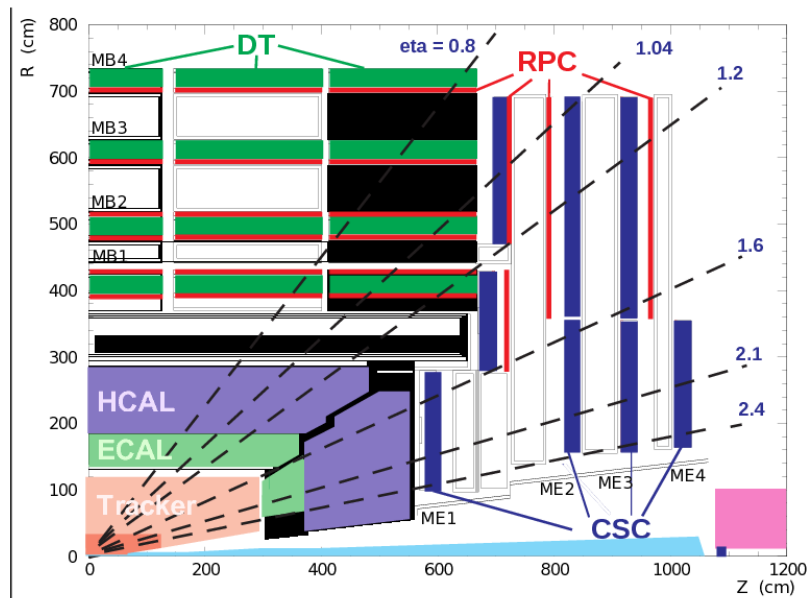 R (cm)
800
700
600
500
400
300
200
100
0
MB4
MB3
MB2
MB1
DT
eta = 0.8
1.04
RPC
1.2
1.6
2.1
2.4
HCAL
ECAL
Tracker
ME1
ME2
ME3
ME4
CSC
0
200
400
600
800
1000
1200
Z (cm)